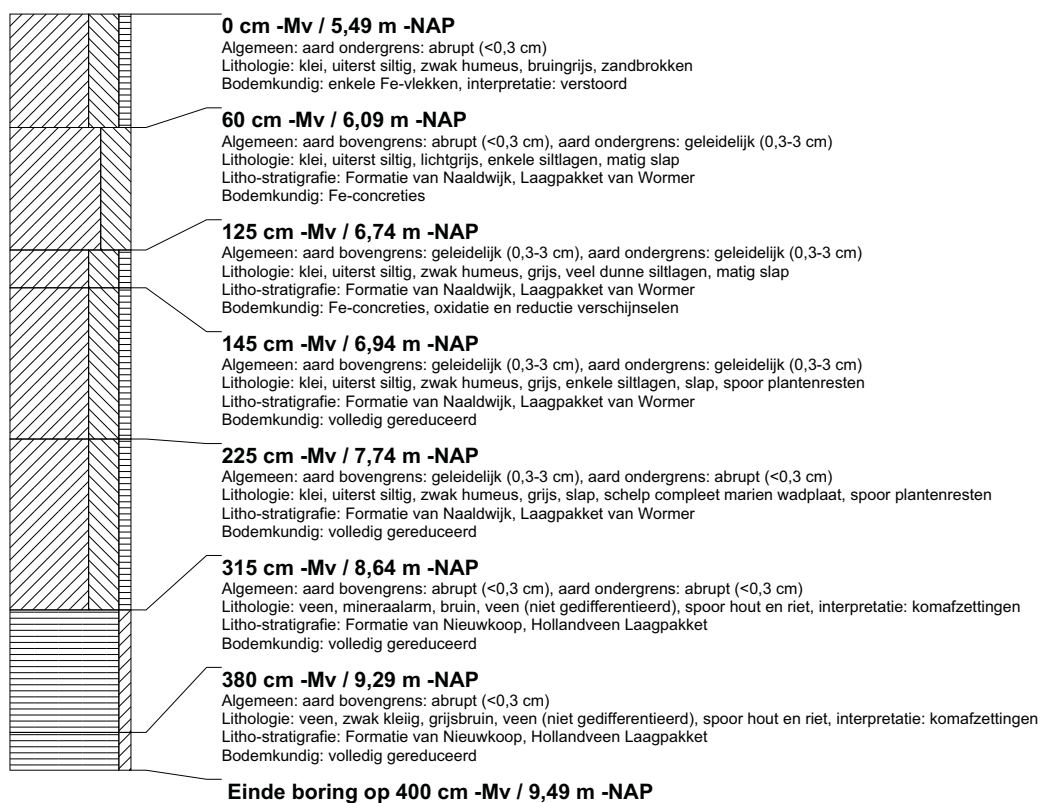 0 cm -Mv / 5,49 m -NAP
Algemeen: aard ondergrens: abrupt (<0,3 cm)
Lithologie: klei, uiterst siltig, zwak humeus, bruingrijs, zandbrokken
Bodemkundig: enkele Fe-vlekken, interpretatie: verstoord
60 cm -Mv / 6,09 m -NAP
Algemeen: aard bovengrens: abrupt (<0,3 cm), aard ondergrens: geleidelijk (0,3-3 cm)
Lithologie: klei, uiterst siltig, lichtgrijs, enkele siltlagen, matig slap
Litho-stratigrafie: Formatie van Naaldwijk, Laagpakket van Wormer
Bodemkundig: Fe-concreties
125 cm -Mv / 6,74 m -NAP
Algemeen: aard bovengrens: geleidelijk (0,3-3 cm), aard ondergrens: geleidelijk (0,3-3 cm)
Lithologie: klei, uiterst siltig, zwak humeus, grijs, veel dunne siltlagen, matig slap
Litho-stratigrafie: Formatie van Naaldwijk, Laagpakket van Wormer
Bodemkundig: Fe-concreties, oxidatie en reductie verschijnselen
145 cm -Mv / 6,94 m -NAP
Algemeen: aard bovengrens: geleidelijk (0,3-3 cm), aard ondergrens: geleidelijk (0,3-3 cm)
Lithologie: klei, uiterst siltig, zwak humeus, grijs, enkele siltlagen, slap, spoor plantenresten
Litho-stratigrafie: Formatie van Naaldwijk, Laagpakket van Wormer
Bodemkundig: volledig gereduceerd
225 cm -Mv / 7,74 m -NAP
Algemeen: aard bovengrens: geleidelijk (0,3-3 cm), aard ondergrens: abrupt (<0,3 cm)
Lithologie: klei, uiterst siltig, zwak humeus, grijs, slap, schelp compleet marien wadplaat, spoor plantenresten
Litho-stratigrafie: Formatie van Naaldwijk, Laagpakket van Wormer
Bodemkundig: volledig gereduceerd
315 cm -Mv / 8,64 m -NAP
Algemeen: aard bovengrens: abrupt (<0,3 cm), aard ondergrens: abrupt (<0,3 cm)
Lithologie: veen, mineraalarm, bruin, veen (niet gedifferentieerd), spoor hout en riet, interpretatie: komafzettingen
Litho-stratigrafie: Formatie van Nieuwkoop, Hollandveen Laagpakket
Bodemkundig: volledig gereduceerd
380 cm -Mv / 9,29 m -NAP
Algemeen: aard bovengrens: abrupt (<0,3 cm)
Lithologie: veen, zwak kleiig, grijsbruin, veen (niet gedifferentieerd), spoor hout en riet, interpretatie: komafzettingen
Litho-stratigrafie: Formatie van Nieuwkoop, Hollandveen Laagpakket
Bodemkundig: volledig gereduceerd
Einde boring op 400 cm -Mv / 9,49 m -NAP